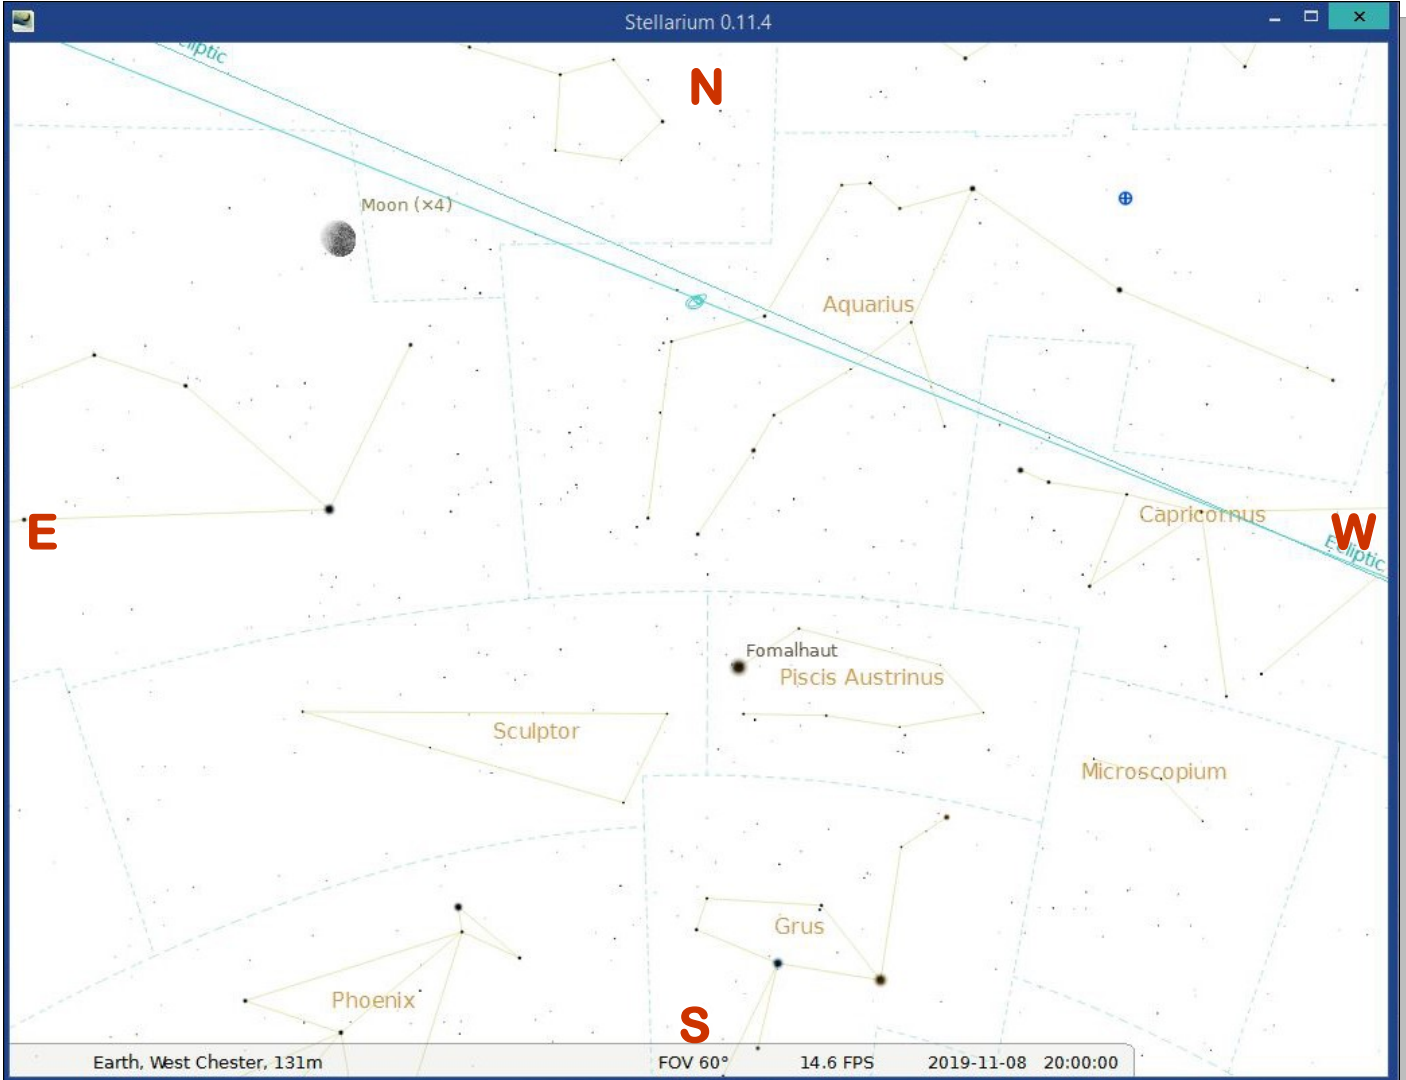 Stellarium 0.11.4
cliptic
N
Moon (×4)
Aquarius
Capricornus
E
W
Ecliptic
Fomalhaut
Piscis Austrinus
Sculptor
Microscopium
Grus
Phoenix
S
Earth, West Chester, 131m FOV 60° 14.6 FPS 2019-11-08 20:00:00